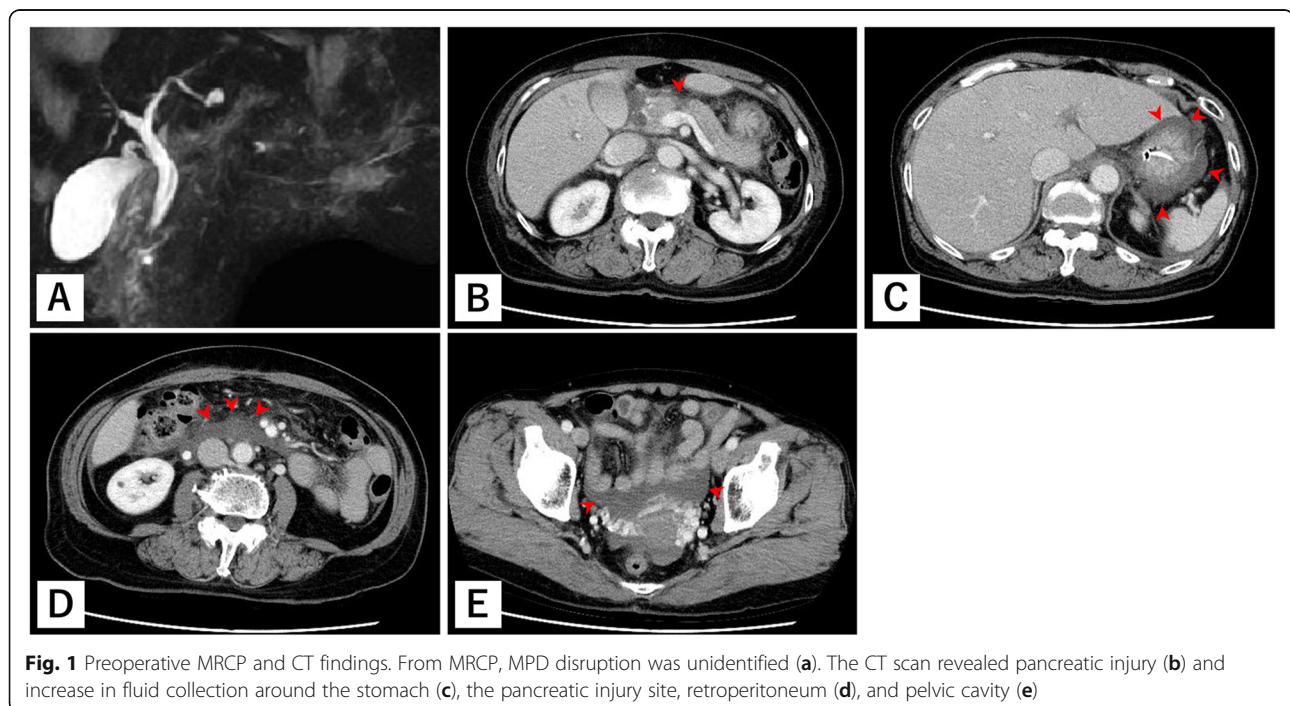 A
B
C
D
E
Fig. 1 Preoperative MRCP and CT findings. From MRCP, MPD disruption was unidentified (a). The CT scan revealed pancreatic injury (b) and
increase in fluid collection around the stomach (c), the pancreatic injury site, retroperitoneum (d), and pelvic cavity (e)